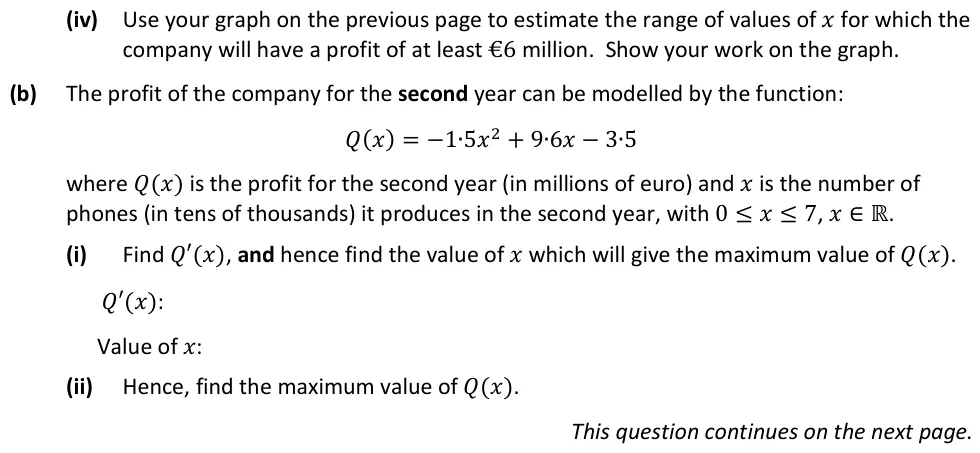 (iv) Use your graph on the previous page to estimate the range of values of x for which the
company will have a profit of at least €6 million. Show your work on the graph.
(b) The profit of the company for the second year can be modelled by the function:
Q(x) = −1·5x² + 9·6x − 3·5
where Q(x) is the profit for the second year (in millions of euro) and x is the number of
phones (in tens of thousands) it produces in the second year, with 0 ≤ x ≤ 7, x ∈ ℝ.
(i) Find Q′(x), and hence find the value of x which will give the maximum value of Q(x).
Q′(x):
Value of x:
(ii) Hence, find the maximum value of Q(x).
This question continues on the next page.